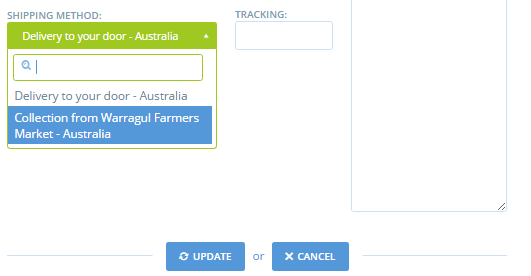 SHIPPING METHOD:
TRACKING:
Delivery to your door - Australia
Delivery to your door - Australia
Collection from Warragul Farmers
Market - Australia
UPDATE or CANCEL